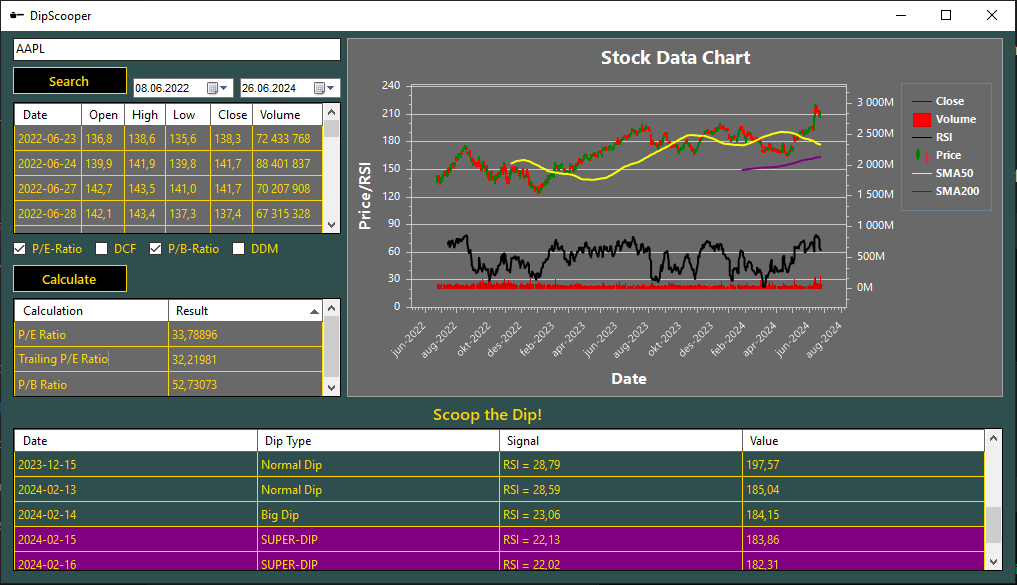 DipScooper
AAPL
Search
08.06.2022
26.06.2024
Date Open High Low Close Volume
2022-06-23 136,8 138,6 135,6 138,3 72 433 768
2022-06-24 139,9 141,9 139,8 141,7 88 401 837
2022-06-27 142,7 143,5 141,0 141,7 70 207 908
2022-06-28 142,1 143,4 137,3 137,4 67 315 328
P/E-Ratio DCF P/B-Ratio DDM
Calculate
Calculation Result
P/E Ratio 33,78896
Trailing P/E Ratio 32,21981
P/B Ratio 52,73073
Stock Data Chart
Price/RSI
240
210
180
150
120
90
60
30
0
3 000M
2 500M
2 000M
1 500M
1 000M
500M
0M
jun-2022
aug-2022
okt-2022
des-2022
feb-2023
apr-2023
jun-2023
aug-2023
okt-2023
des-2023
feb-2024
apr-2024
jun-2024
aug-2024
Date
Close
Volume
RSI
Price
SMA50
SMA200
Scoop the Dip!
Date Dip Type Signal Value
2023-12-15 Normal Dip RSI = 28,79 197,57
2024-02-13 Normal Dip RSI = 28,59 185,04
2024-02-14 Big Dip RSI = 23,06 184,15
2024-02-15 SUPER-DIP RSI = 22,13 183,86
2024-02-16 SUPER-DIP RSI = 22,02 182,31